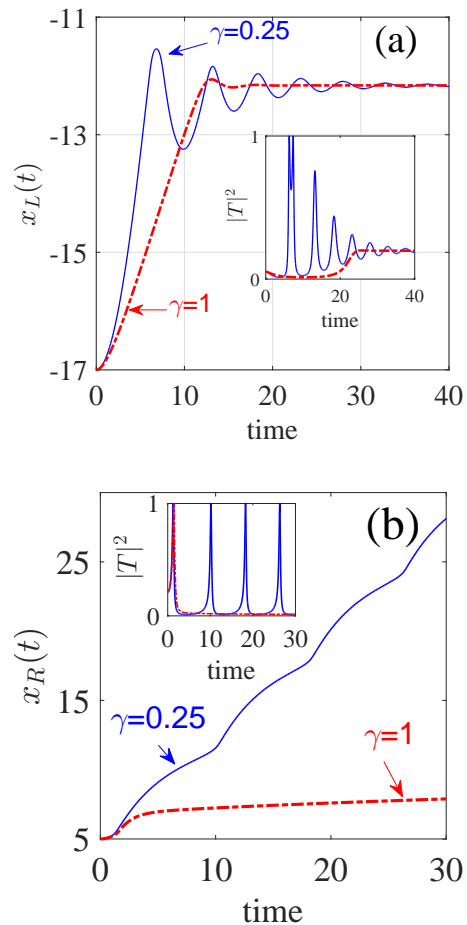 -11
(a)
γ=0.25
-13
1
|T|²
x_L(t)
-15
0
0 20 40
time
γ=1
-17
0 10 20 30 40
time
1
(b)
|T|²
25
0
0 10 20 30
time
x_R(t)
γ=0.25
15
γ=1
5
0 10 20 30
time